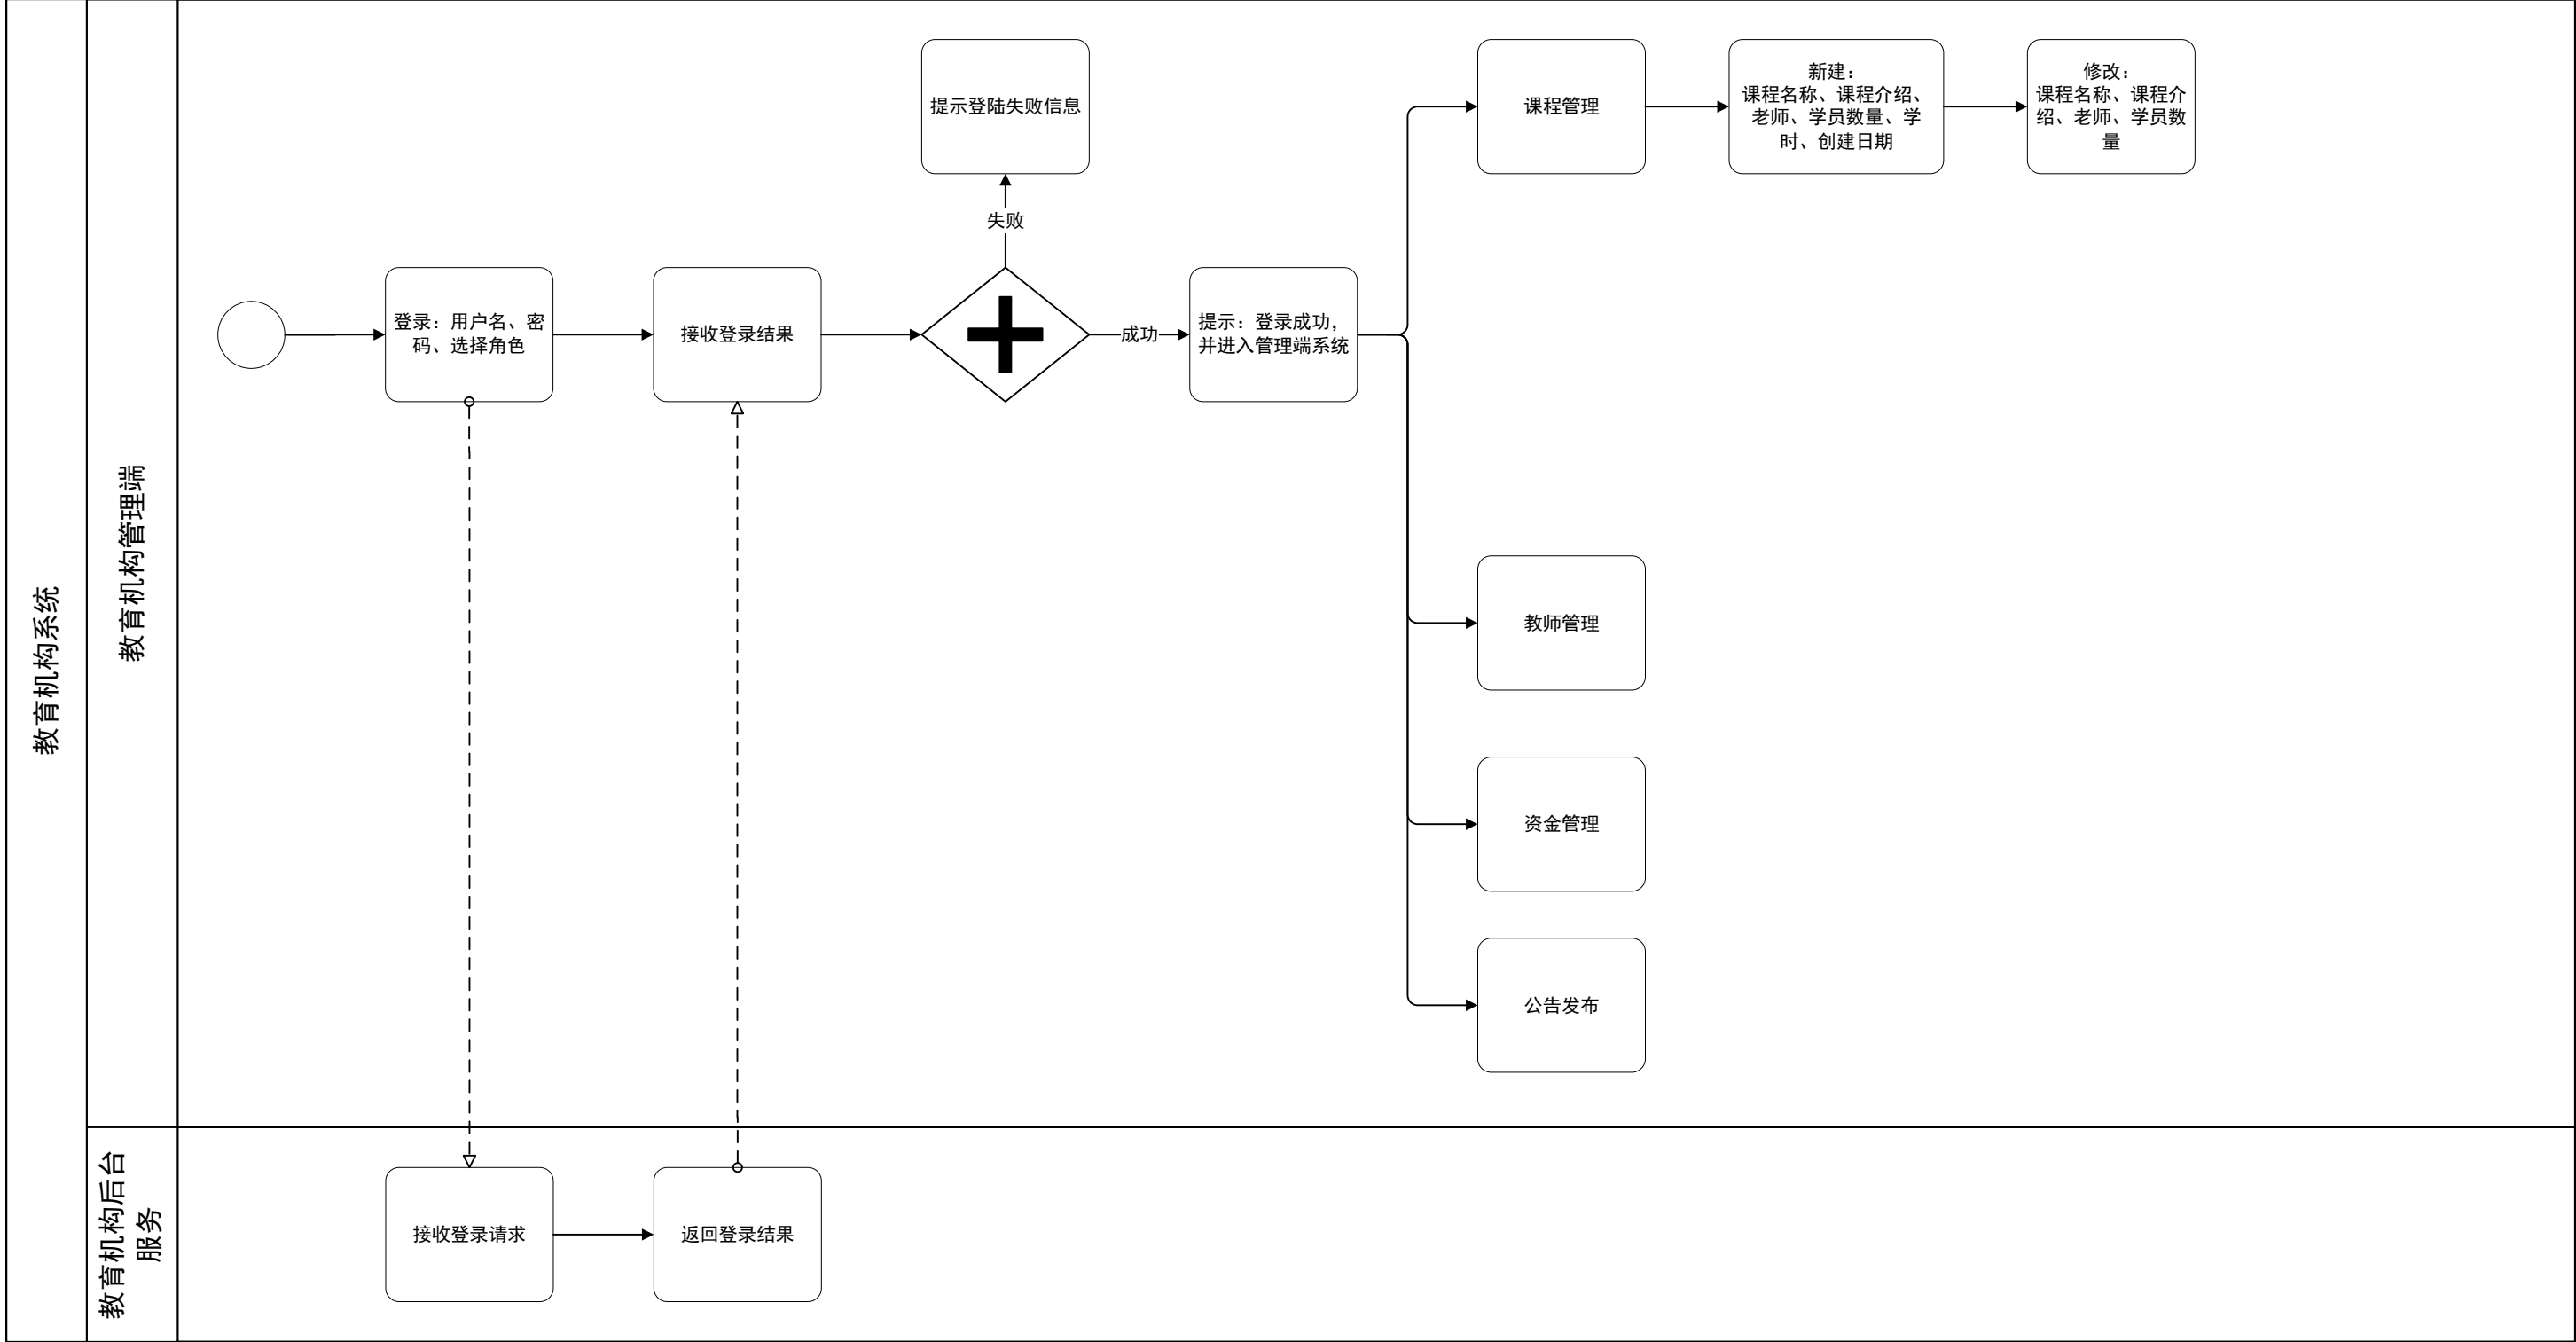 教育机构系统
教育机构管理端
提示登陆失败信息
失败
登录：用户名、密
码、选择角色
接收登录结果
成功
提示：登录成功，
并进入管理端系统
课程管理
新建：
课程名称、课程介绍、
老师、学员数量、学
时、创建日期
修改：
课程名称、课程介
绍、老师、学员数
量
教师管理
资金管理
公告发布
教育机构后台
服务
接收登录请求
返回登录结果